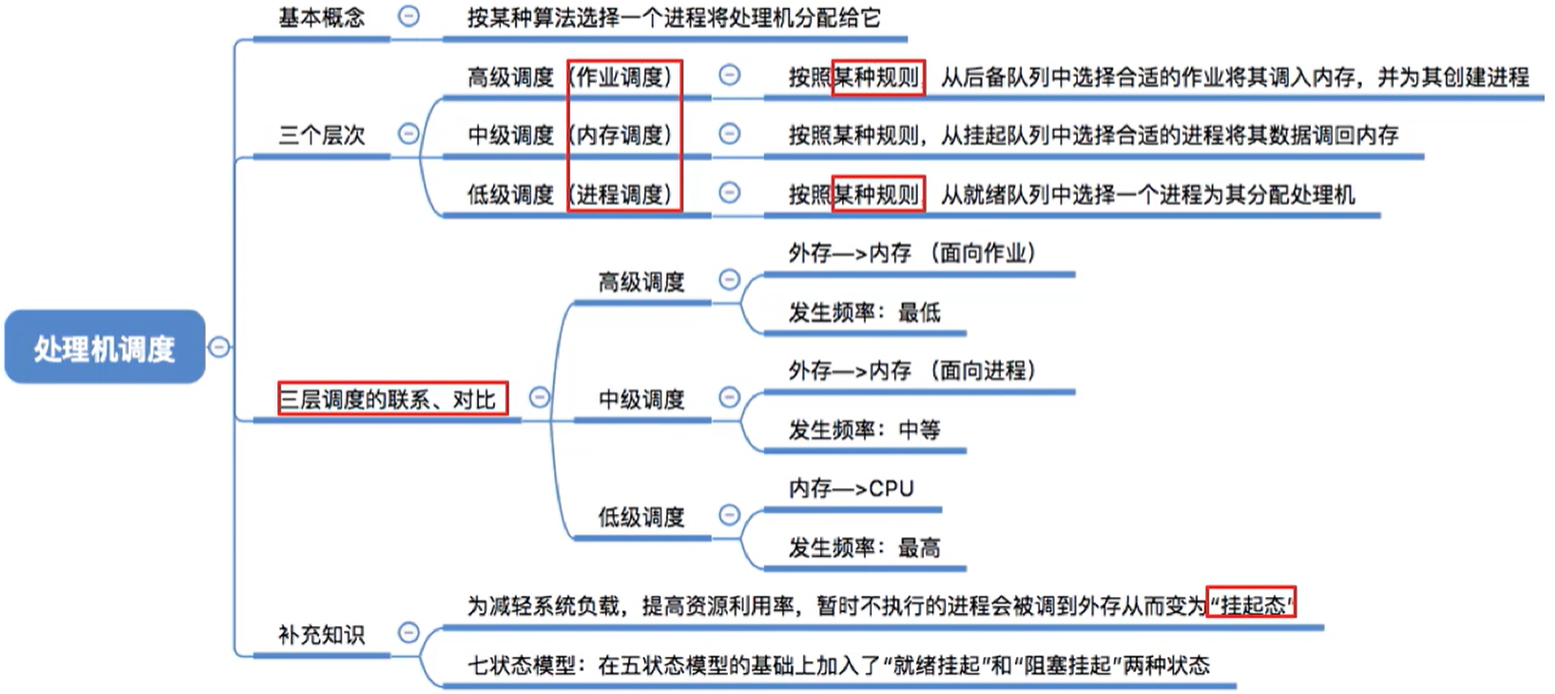 基本概念
按某种算法选择一个进程将处理机分配给它
高级调度（作业调度）
按照某种规则，从后备队列中选择合适的作业将其调入内存，并为其创建进程
三个层次
中级调度（内存调度）
按照某种规则，从挂起队列中选择合适的进程将其数据调回内存
低级调度（进程调度）
按照某种规则，从就绪队列中选择一个进程为其分配处理机
处理机调度
三层调度的联系、对比
高级调度
外存—>内存 （面向作业）
发生频率：最低
中级调度
外存—>内存 （面向进程）
发生频率：中等
低级调度
内存—>CPU
发生频率：最高
补充知识
为减轻系统负载，提高资源利用率，暂时不执行的进程会被调到外存从而变为“挂起态”
七状态模型：在五状态模型的基础上加入了“就绪挂起”和“阻塞挂起”两种状态